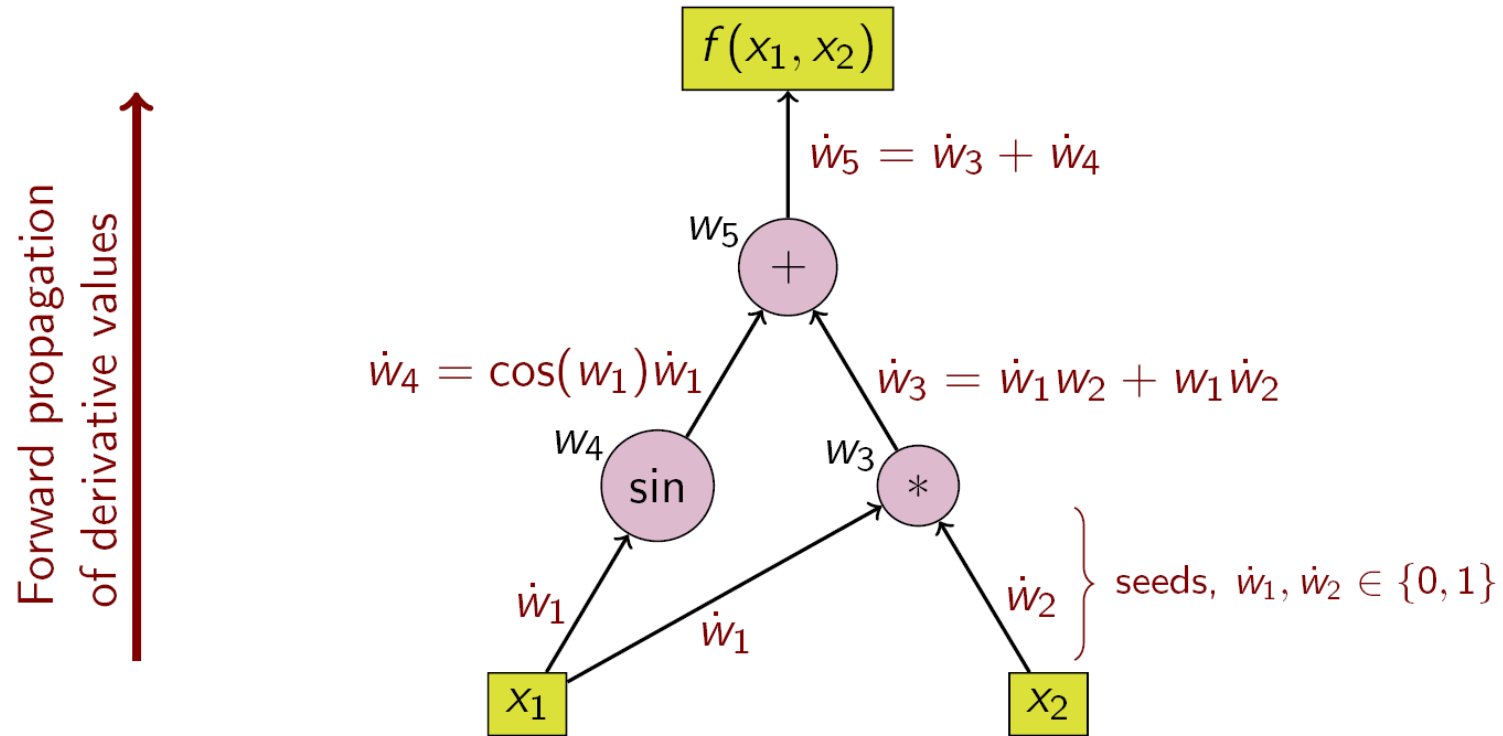 f(x₁, x₂)
ẇ₅ = ẇ₃ + ẇ₄
w₅
+
ẇ₄ = cos(w₁)ẇ₁
ẇ₃ = ẇ₁w₂ + w₁ẇ₂
w₄
sin
w₃
*
ẇ₁
ẇ₁
ẇ₂
seeds, ẇ₁, ẇ₂ ∈ {0, 1}
x₁
x₂
Forward propagation
of derivative values